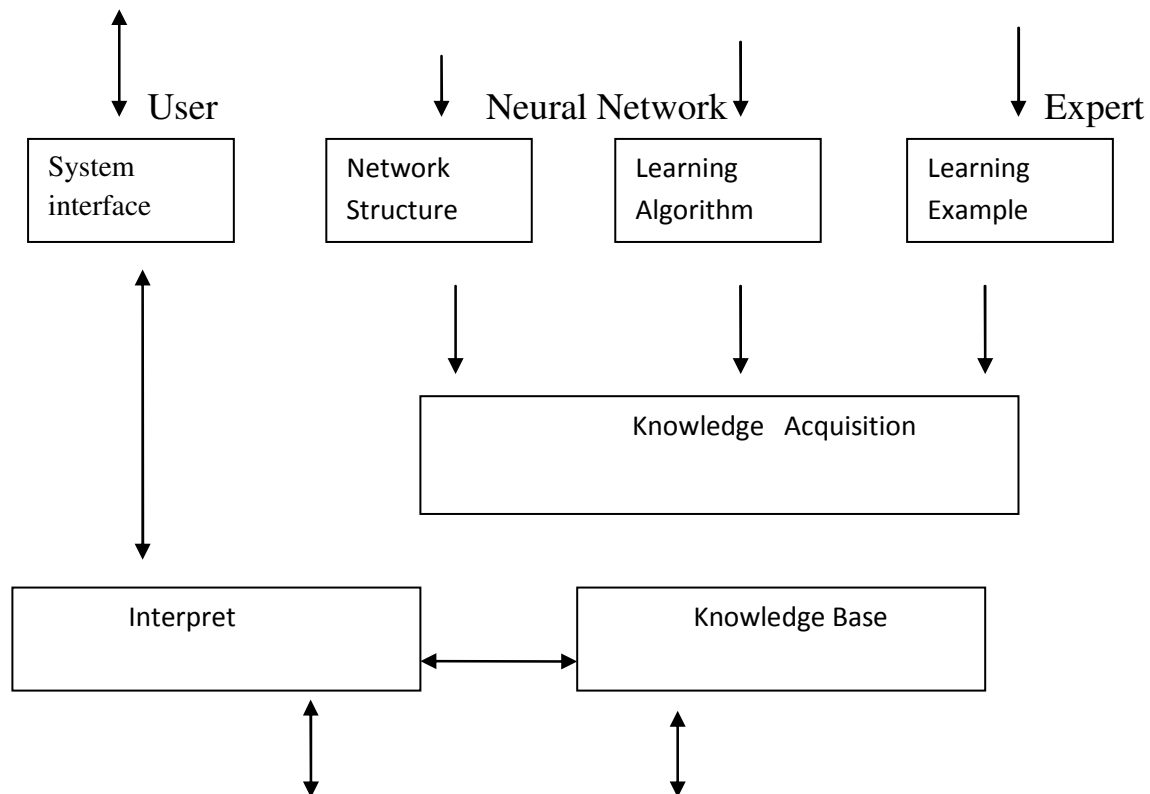 User
Neural Network
Expert
System
interface
Network
Structure
Learning
Algorithm
Learning
Example
Knowledge Acquisition
Interpret
Knowledge Base